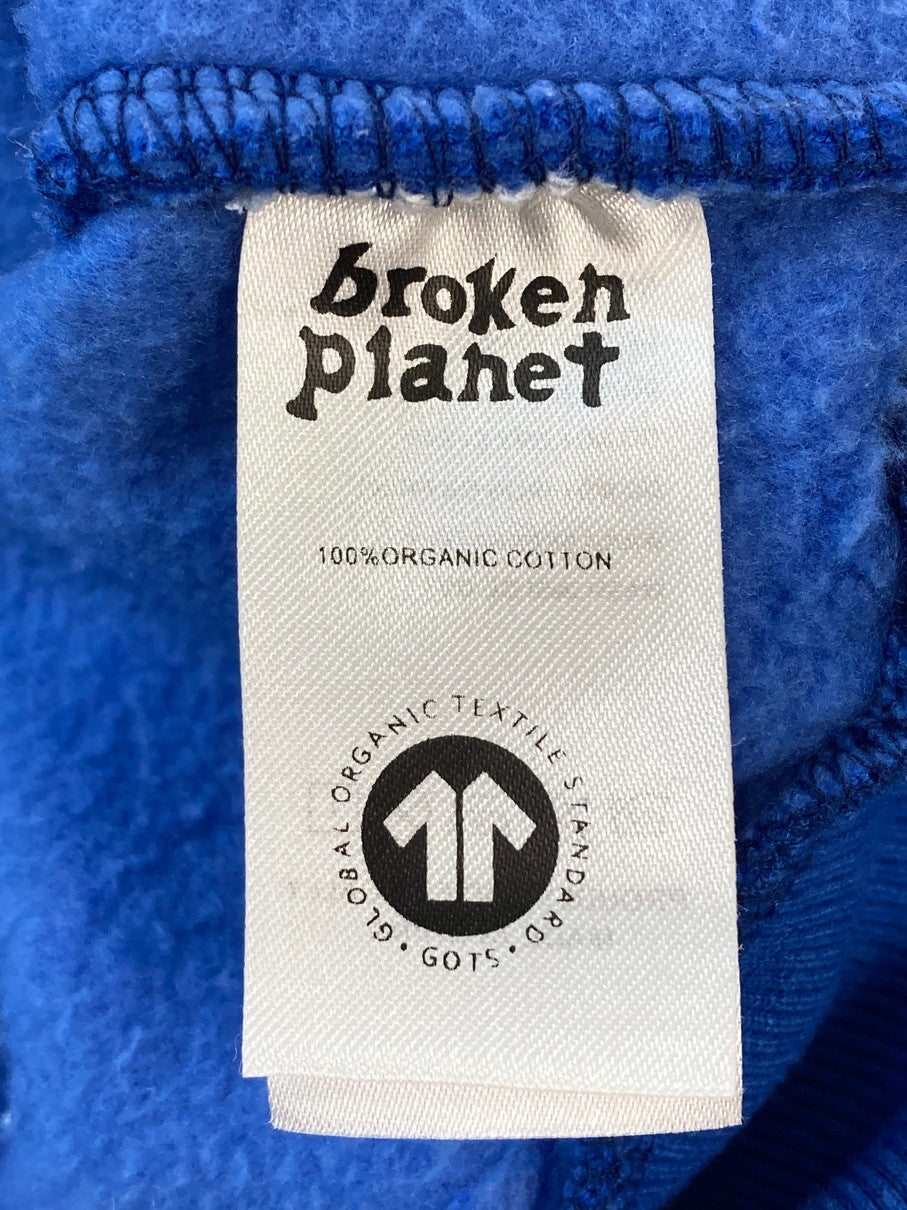 broken
planet
100%ORGANIC COTTON
GLOBAL ORGANIC TEXTILE STANDARD
• GOTS •